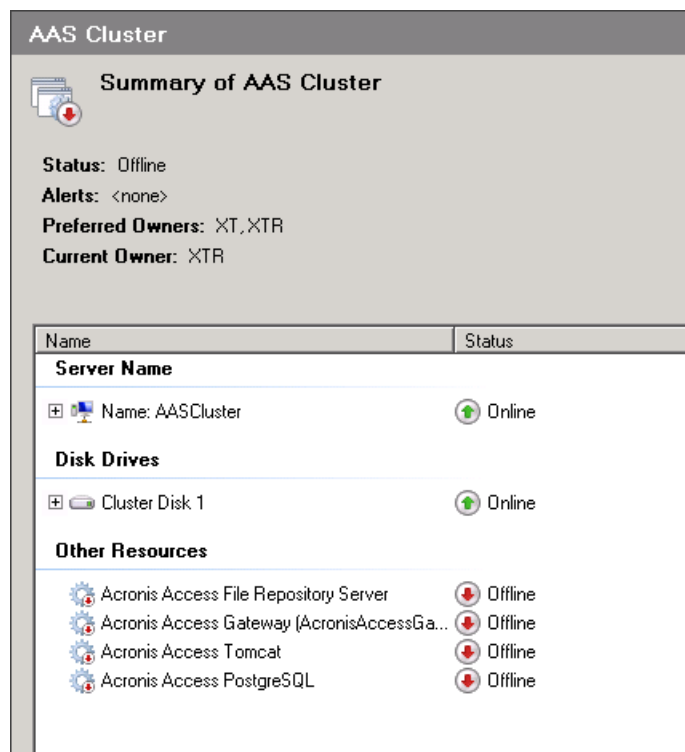 AAS Cluster
Summary of AAS Cluster
Status: Offline
Alerts: <none>
Preferred Owners: XT, XTR
Current Owner: XTR
Name Status
Server Name
Name: AASCluster Online
Disk Drives
Cluster Disk 1 Online
Other Resources
Acronis Access File Repository Server Offline
Acronis Access Gateway (AcronisAccessGa... Offline
Acronis Access Tomcat Offline
Acronis Access PostgreSQL Offline